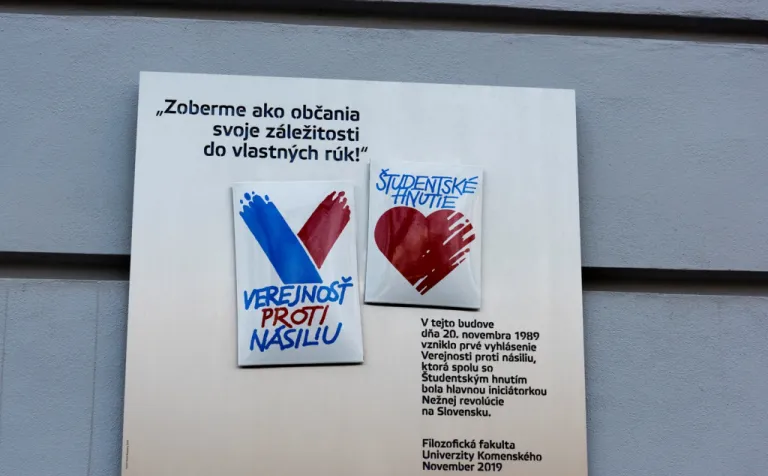 „Zoberme ako občania
svoje záležitosti
do vlastných rúk!“
ŠTUDENTSKÉ
HNUTIE
VEREJNOSŤ
PROTI
NÁSILIU
V tejto budove
dňa 20. novembra 1989
vzniklo prvé vyhlásenie
Verejnosti proti násiliu,
ktorá spolu so
Študentským hnutím
bola hlavnou iniciátorkou
Nežnej revolúcie
na Slovensku.
Filozofická fakulta
Univerzity Komenského
November 2019